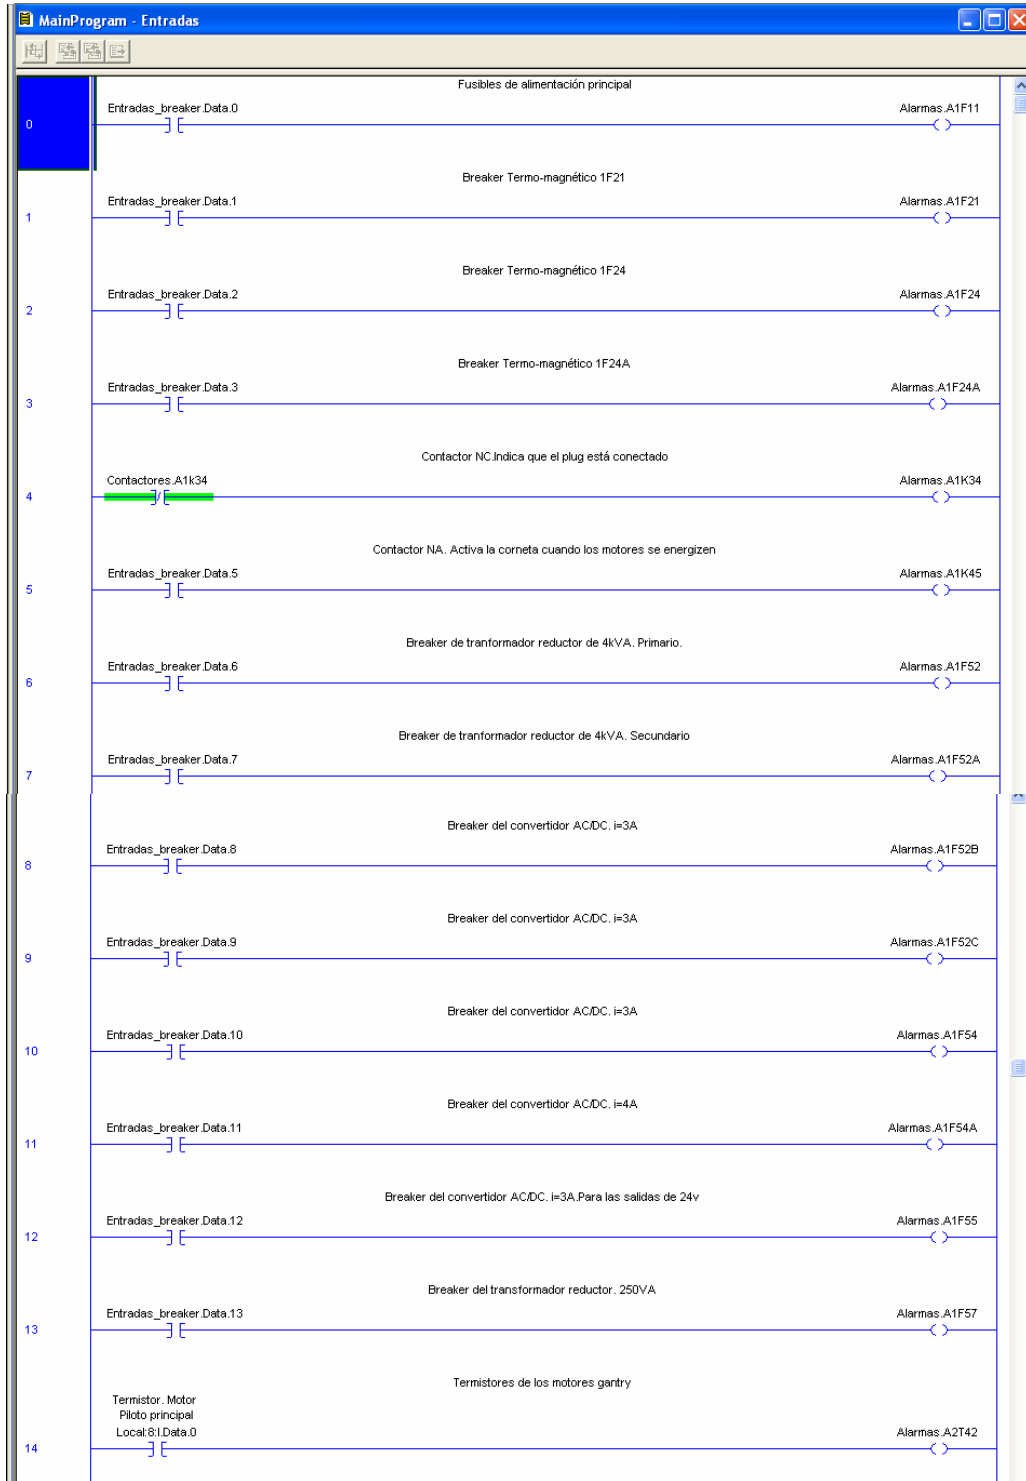 MainProgram - Entradas
Fusibles de alimentación principal
Entradas_breaker.Data.0
Alarmas.A1F11
0
Breaker Termo-magnético 1F21
Entradas_breaker.Data.1
Alarmas.A1F21
1
Breaker Termo-magnético 1F24
Entradas_breaker.Data.2
Alarmas.A1F24
2
Breaker Termo-magnético 1F24A
Entradas_breaker.Data.3
Alarmas.A1F24A
3
Contactor NC.Indica que el plug está conectado
Contactores.A1k34
Alarmas.A1K34
4
Contactor NA. Activa la corneta cuando los motores se energizen
Entradas_breaker.Data.5
Alarmas.A1K45
5
Breaker de tranformador reductor de 4kVA. Primario.
Entradas_breaker.Data.6
Alarmas.A1F52
6
Breaker de tranformador reductor de 4kVA. Secundario
Entradas_breaker.Data.7
Alarmas.A1F52A
7
Breaker del convertidor AC/DC. i=3A
Entradas_breaker.Data.8
Alarmas.A1F52B
8
Breaker del convertidor AC/DC. i=3A
Entradas_breaker.Data.9
Alarmas.A1F52C
9
Breaker del convertidor AC/DC. i=3A
Entradas_breaker.Data.10
Alarmas.A1F54
10
Breaker del convertidor AC/DC. i=4A
Entradas_breaker.Data.11
Alarmas.A1F54A
11
Breaker del convertidor AC/DC. i=3A.Para las salidas de 24v
Entradas_breaker.Data.12
Alarmas.A1F55
12
Breaker del transformador reductor. 250VA
Entradas_breaker.Data.13
Alarmas.A1F57
13
Termistores de los motores gantry
Termistor. Motor
Piloto principal
Local:8:I.Data.0
Alarmas.A2T42
14